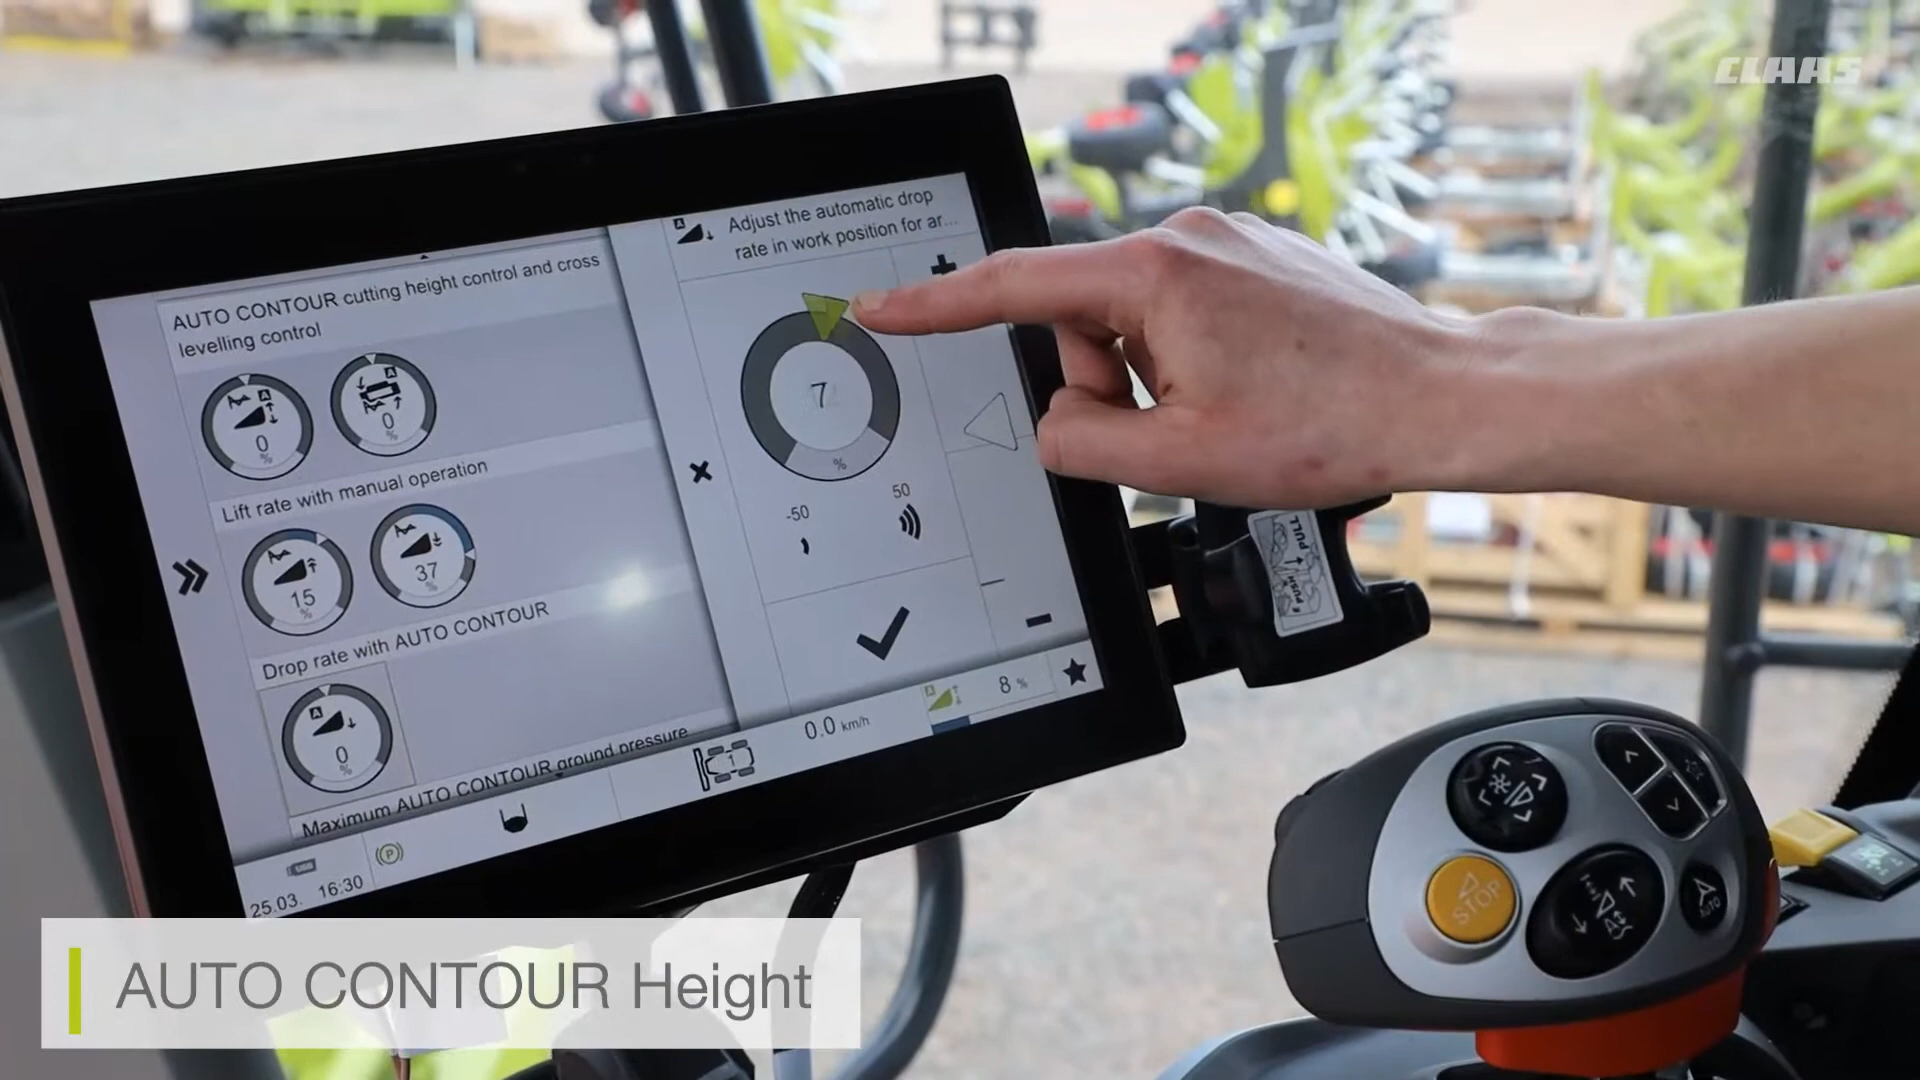 CLAAS
AUTO CONTOUR cutting height control and cross
levelling control
0
%
0
%
Lift rate with manual operation
15
%
37
%
Drop rate with AUTO CONTOUR
0
%
Maximum AUTO CONTOUR ground pressure
Adjust the automatic drop
rate in work position for ar...
7
%
-50
50
25.03. 16:30
P
1
0.0 km/h
8 %
PULL
PUSH
STOP
AUTO
AUTO CONTOUR Height